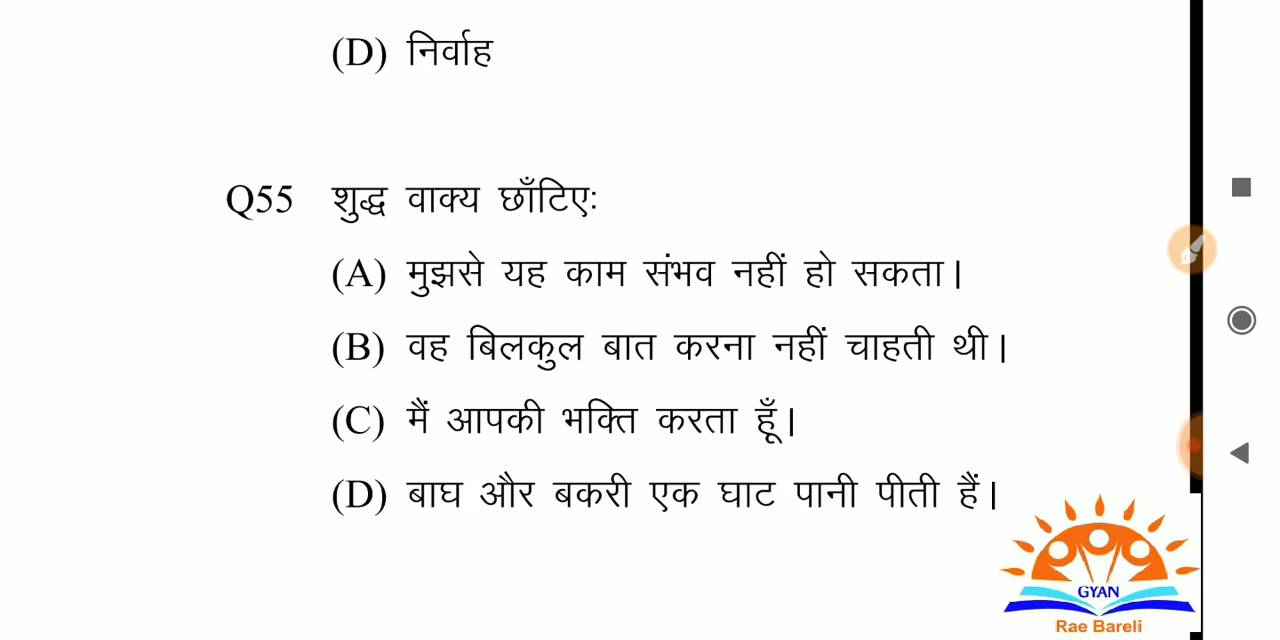 (D) निर्वाह
Q55 शुद्ध वाक्य छाँटिएः
(A) मुझसे यह काम संभव नहीं हो सकता।
(B) वह बिलकुल बात करना नहीं चाहती थी।
(C) मैं आपकी भक्ति करता हूँ।
(D) बाघ और बकरी एक घाट पानी पीती हैं।
GYAN
Rae Bareli